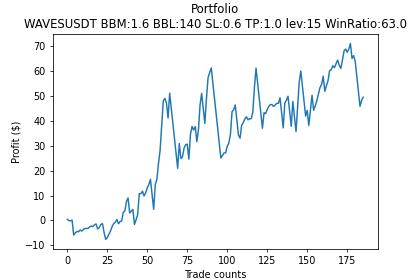 Portfolio
WAVESUSDT BBM:1.6 BBL:140 SL:0.6 TP:1.0 lev:15 WinRatio:63.0
70
60
50
40
30
20
10
0
−10
Profit ($)
0 25 50 75 100 125 150 175
Trade counts